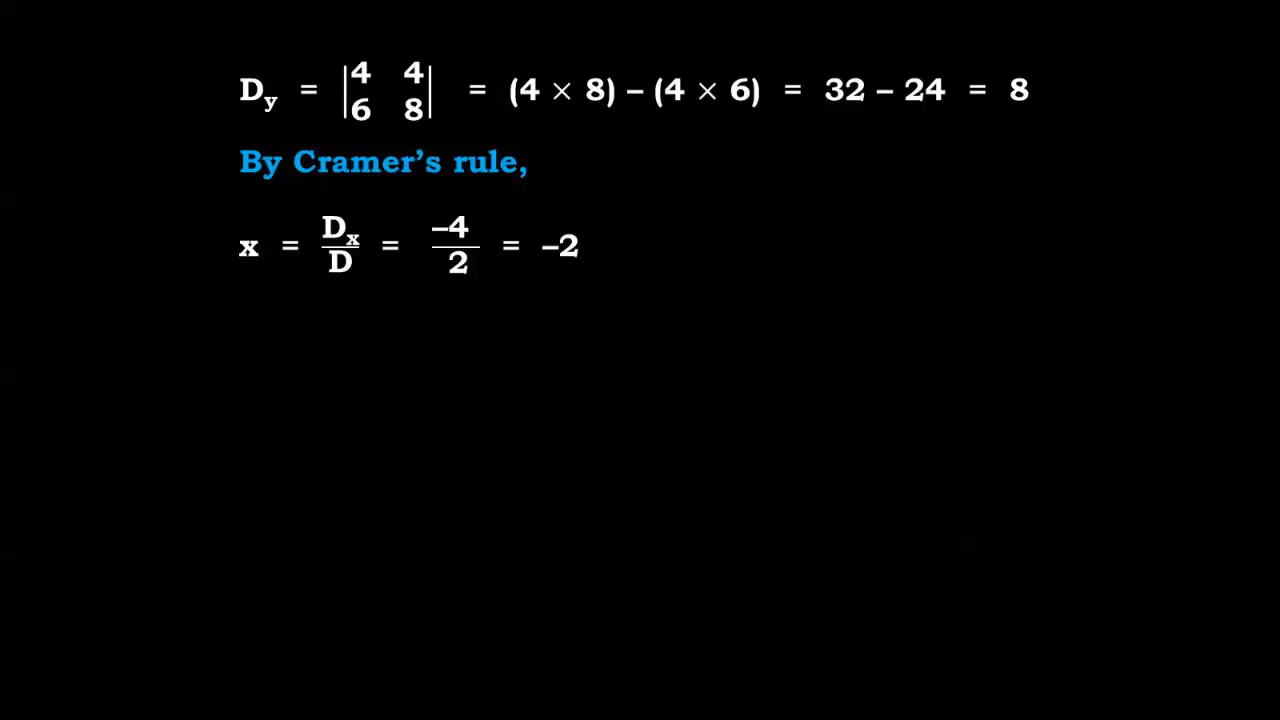 Dy = |4 4| = (4 × 8) – (4 × 6) = 32 – 24 = 8
|6 8|
By Cramer’s rule,
x = Dx/D = –4/2 = –2